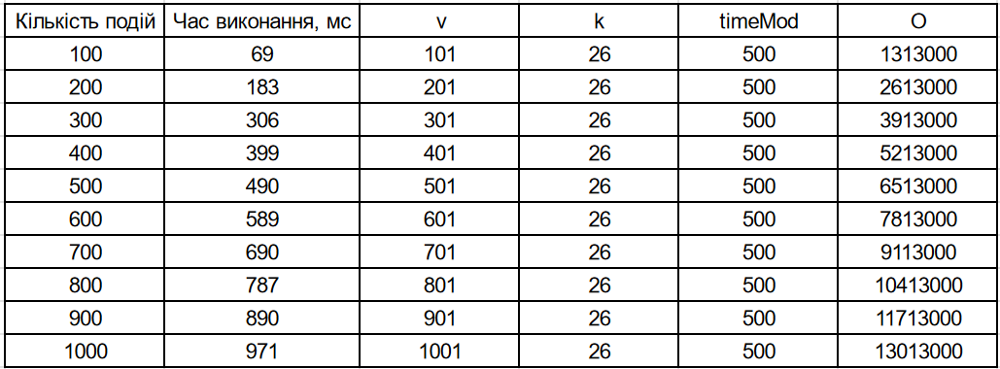 Кількість подій Час виконання, мс v k timeMod O
100 69 101 26 500 1313000
200 183 201 26 500 2613000
300 306 301 26 500 3913000
400 399 401 26 500 5213000
500 490 501 26 500 6513000
600 589 601 26 500 7813000
700 690 701 26 500 9113000
800 787 801 26 500 10413000
900 890 901 26 500 11713000
1000 971 1001 26 500 13013000